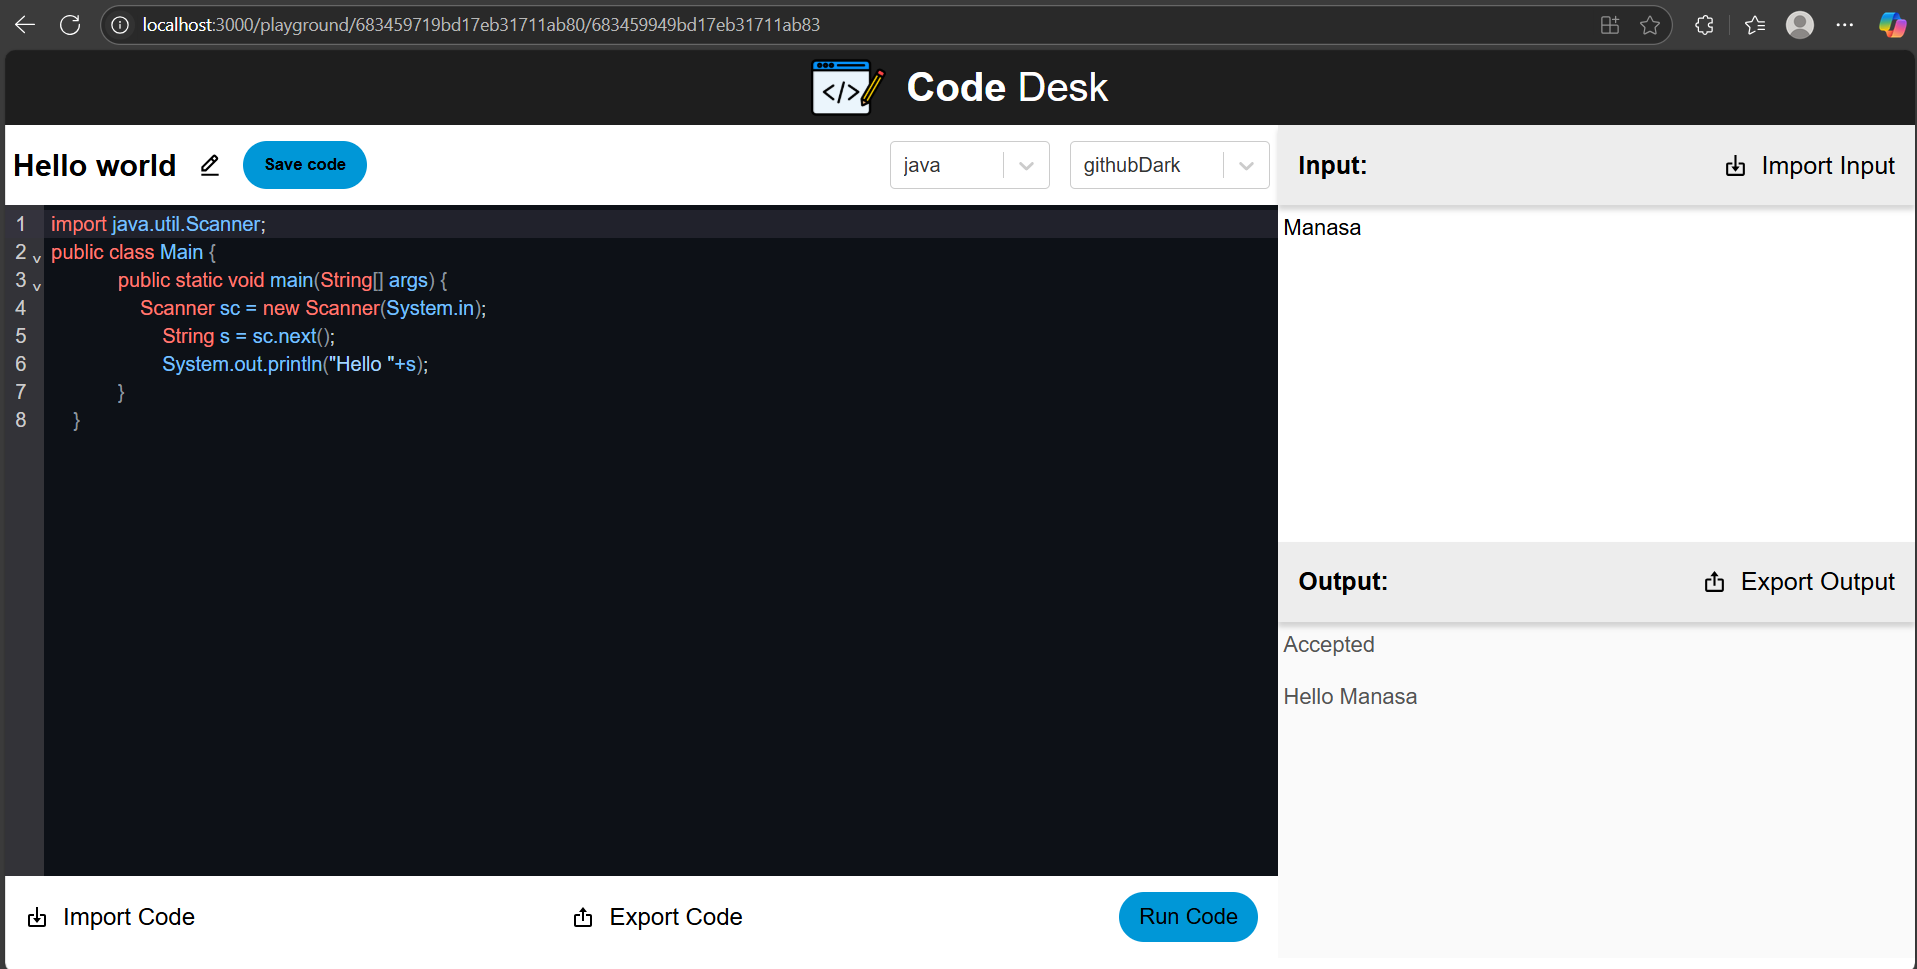 localhost:3000/playground/683459719bd17eb31711ab80/683459949bd17eb31711ab83
</> Code Desk
Hello world
Save code
java
githubDark
1 import java.util.Scanner;
2 public class Main {
3 public static void main(String[] args) {
4 Scanner sc = new Scanner(System.in);
5 String s = sc.next();
6 System.out.println("Hello "+s);
7 }
8 }
Import Code
Export Code
Run Code
Input:
Import Input
Manasa
Output:
Export Output
Accepted
Hello Manasa